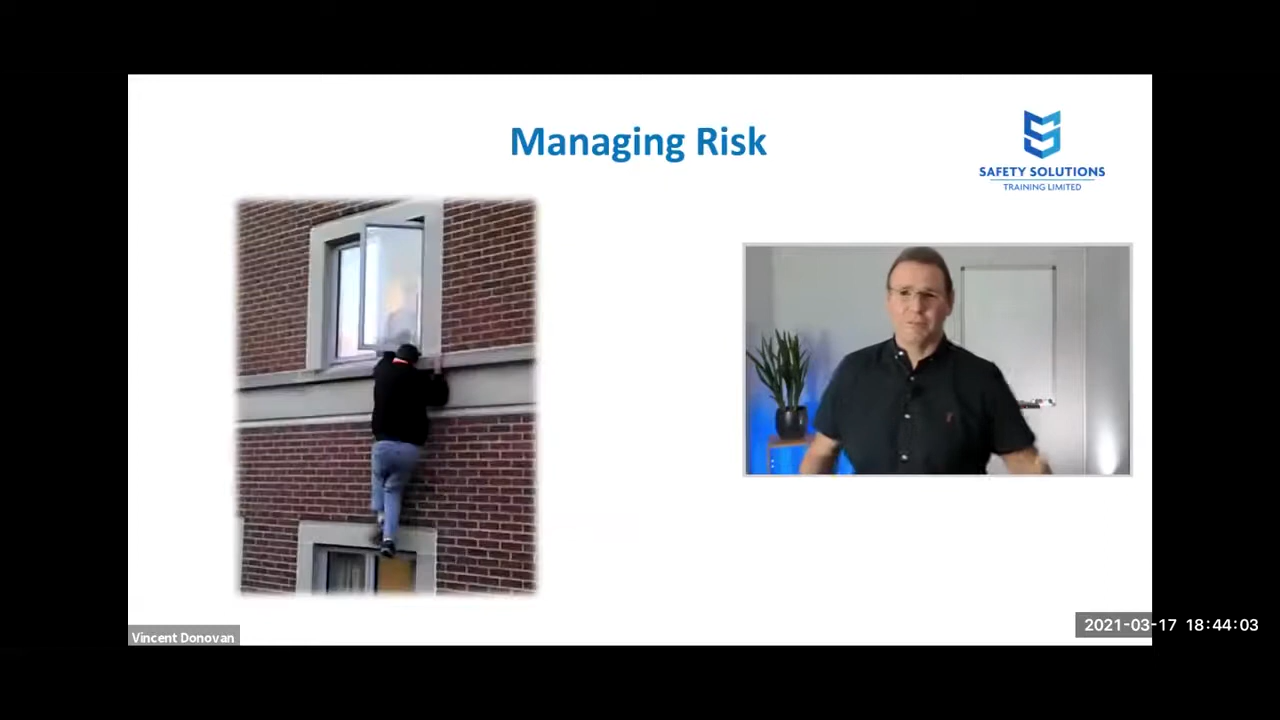 Managing Risk
SAFETY SOLUTIONS
TRAINING LIMITED
Vincent Donovan
2021-03-17 18:44:03